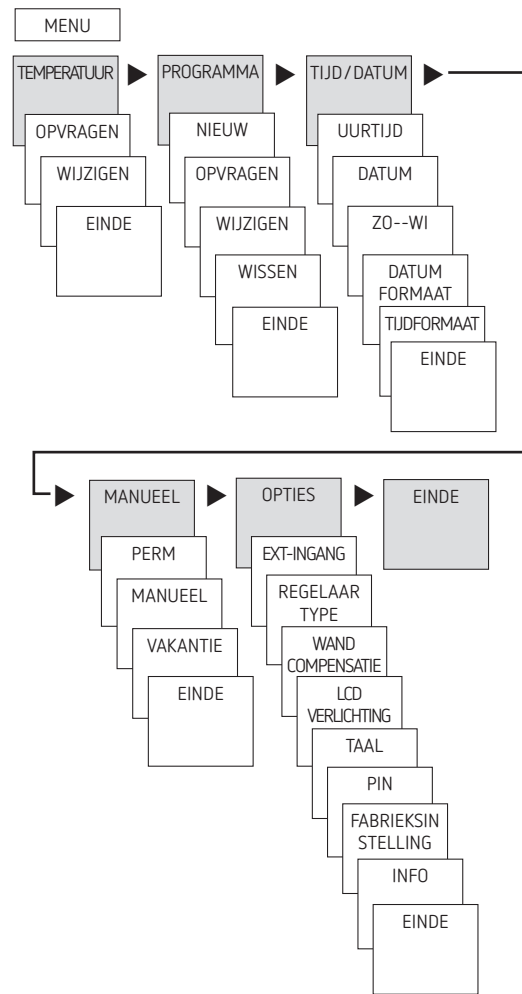 MENU
TEMPERATUUR
OPVRAGEN
WIJZIGEN
EINDE
PROGRAMMA
NIEUW
OPVRAGEN
WIJZIGEN
WISSEN
EINDE
TIJD/DATUM
UURTIJD
DATUM
ZO--WI
DATUM
FORMAAT
TIJDFORMAAT
EINDE
MANUEEL
PERM
MANUEEL
VAKANTIE
EINDE
OPTIES
EXT-INGANG
REGELAAR
TYPE
WAND
COMPENSATIE
LCD
VERLICHTING
TAAL
PIN
FABRIEKSIN
STELLING
INFO
EINDE
EINDE